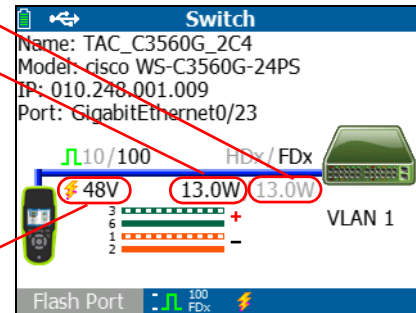 Switch
Name: TAC_C3560G_2C4
Model: cisco WS-C3560G-24PS
IP: 010.248.001.009
Port: GigabitEthernet0/23
10/100 HDx/FDx
48V 13.0W 13.0W
3
6 +
1 –
2
VLAN 1
Flash Port 100 FDx